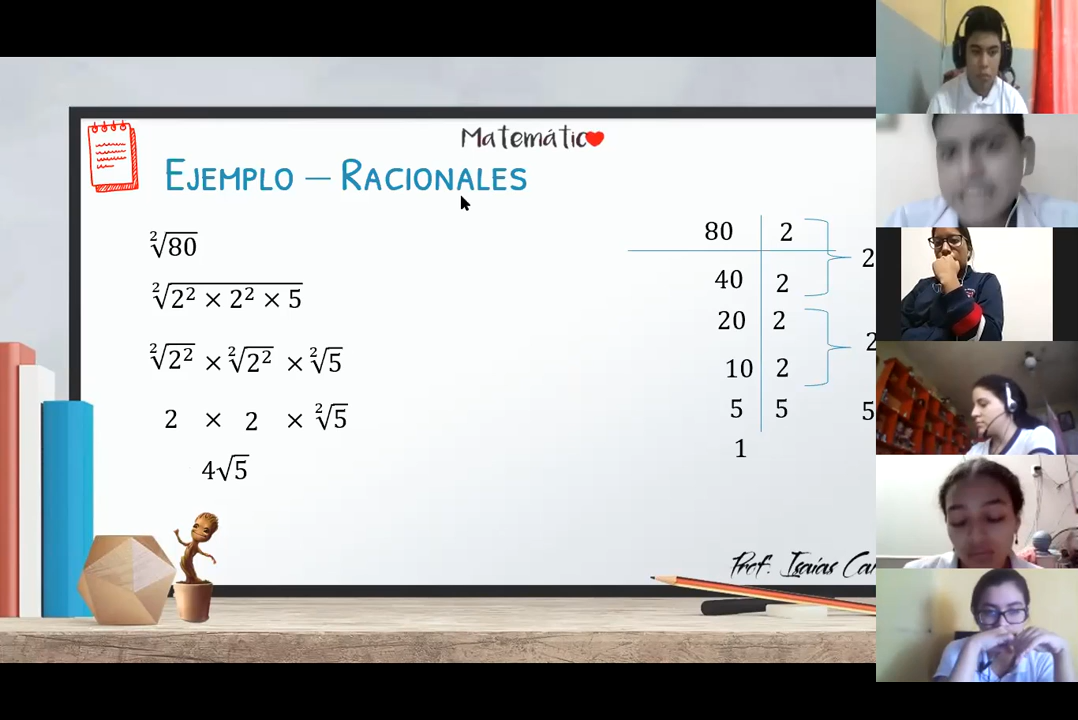 Matemátic
EJEMPLO – RACIONALES
²√80
²√2² × 2² × 5
²√2² × ²√2² × ²√5
2 × 2 × ²√5
4√5
80 2
2
40 2
20 2
2
10 2
5 5 5
1
Prof. Isaías